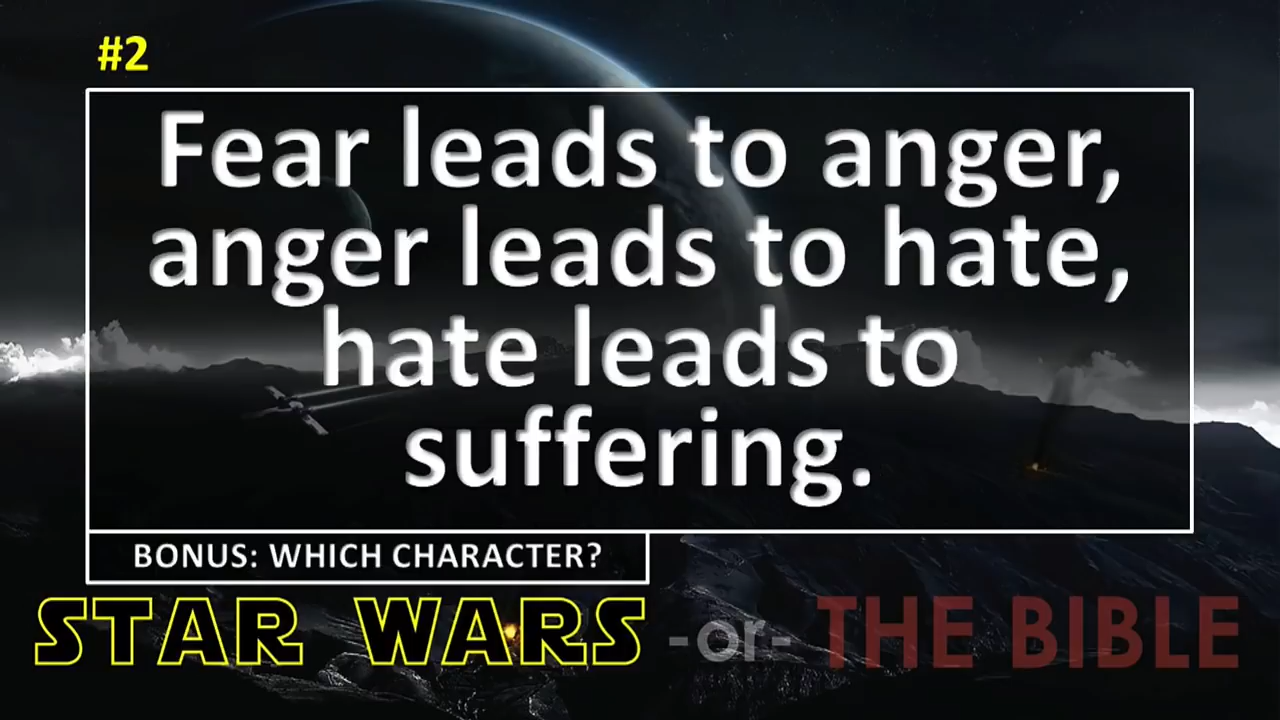 #2
Fear leads to anger,
anger leads to hate,
hate leads to
suffering.
BONUS: WHICH CHARACTER?
STAR WARS -or- THE BIBLE